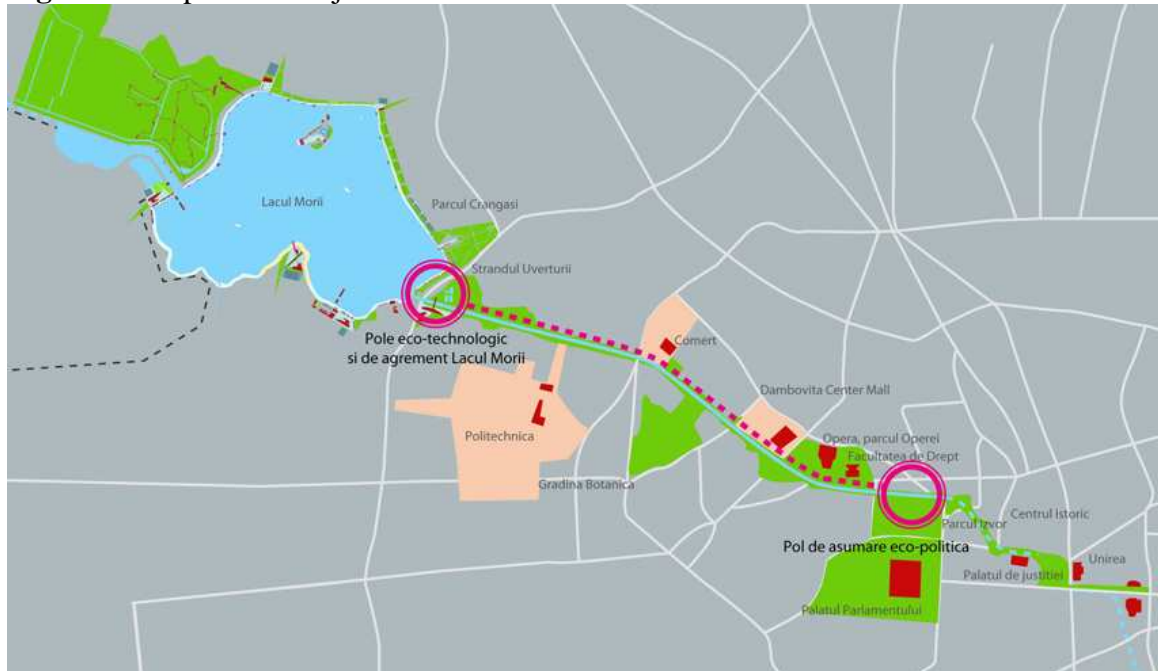 Lacul Morii
Parcul Crangasi
Strandul Uverturii
Pole eco-technologic
si de agrement Lacul Morii
Comert
Dambovita Center Mall
Politechnica
Opera, parcul Operei
Facultatea de Drept
Gradina Botanica
Centrul Istoric
Parcul Izvor
Pol de asumare eco-politica
Unirea
Palatul de justitiei
Palatul Parlamentului